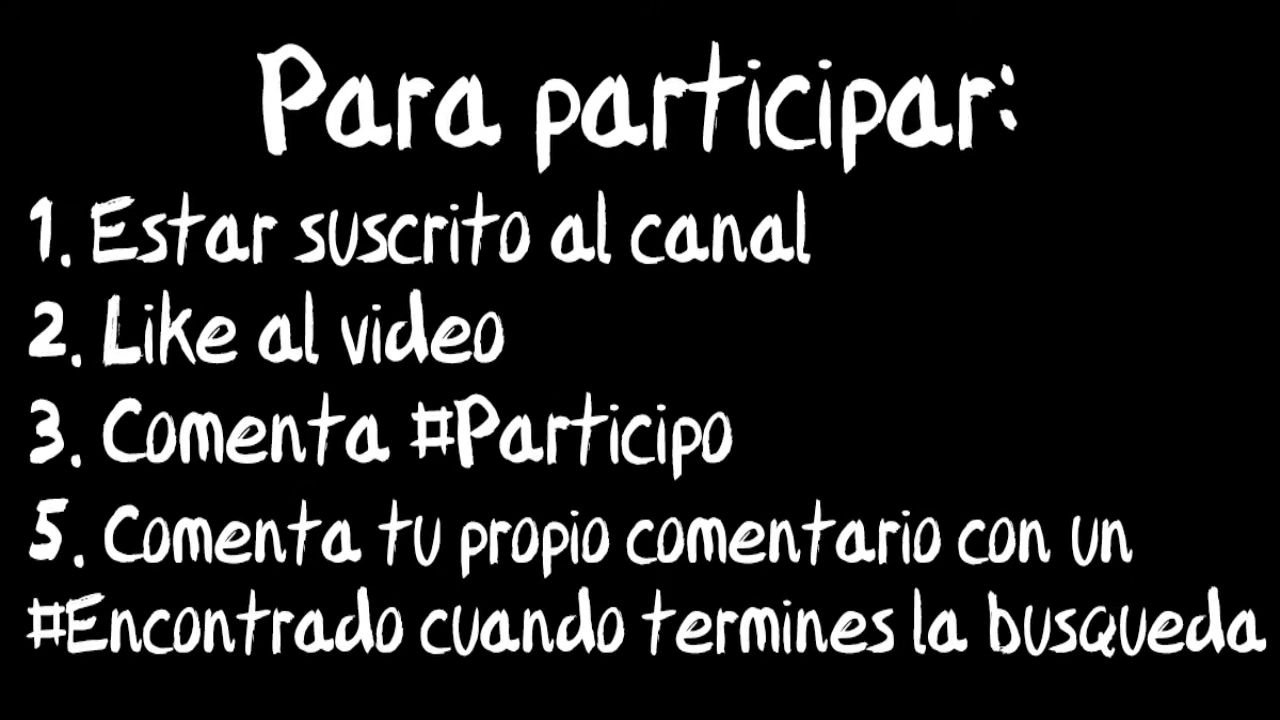 Para participar:
1. Estar suscrito al canal
2. Like al video
3. Comenta #Participo
5. Comenta tu propio comentario con un
#Encontrado cuando termines la busqueda